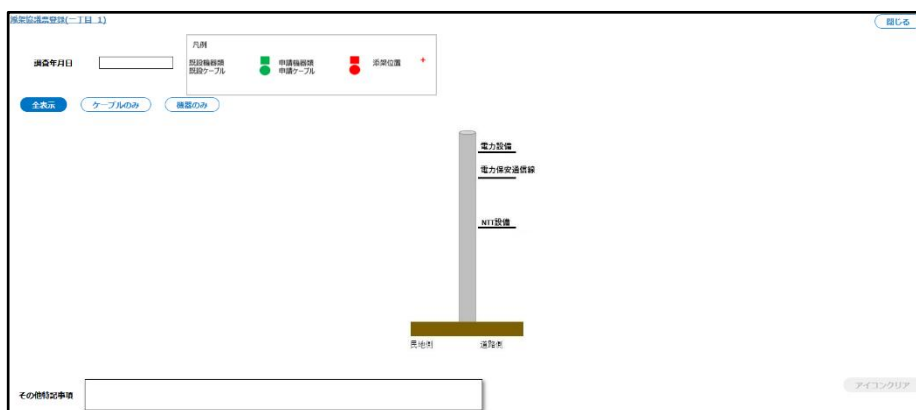 添架協議票登録(一丁目_1)
閉じる
凡例
調査年月日
既設機器類 申請機器類 添架位置 +
既設ケーブル 申請ケーブル
全表示 ケーブルのみ 機器のみ
電力設備
電力保安通信線
NTT設備
民地側 道路側
アイコンクリア
その他特記事項